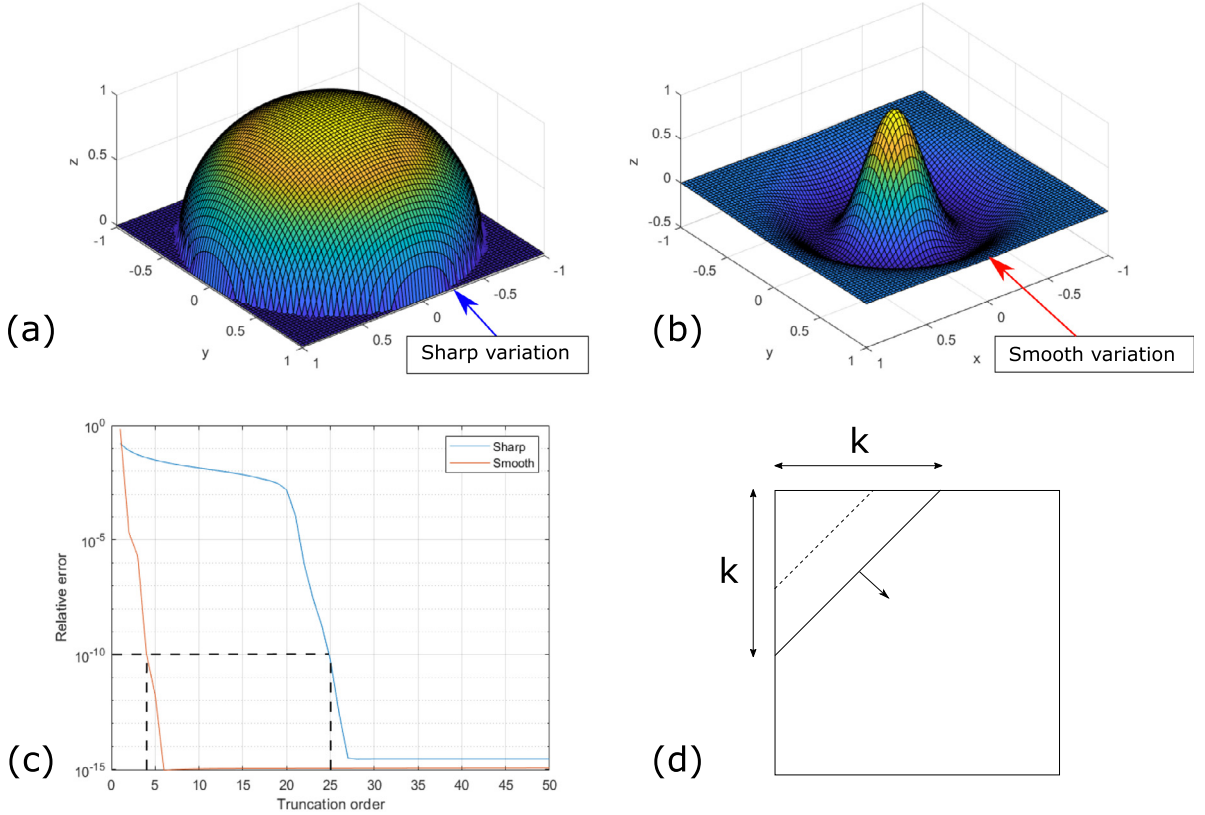 1
0.5
0
z
-1
-0.5
0
0.5
1
y
1
0.5
0
-0.5
-1
Sharp variation
(a)
1
0.5
0
-0.5
z
-1
-0.5
0
0.5
1
y
1
0.5
0
-0.5
-1
x
Smooth variation
(b)
10^0
10^-5
10^-10
10^-15
Relative error
Sharp
Smooth
0 5 10 15 20 25 30 35 40 45 50
Truncation order
(c)
k
k
(d)